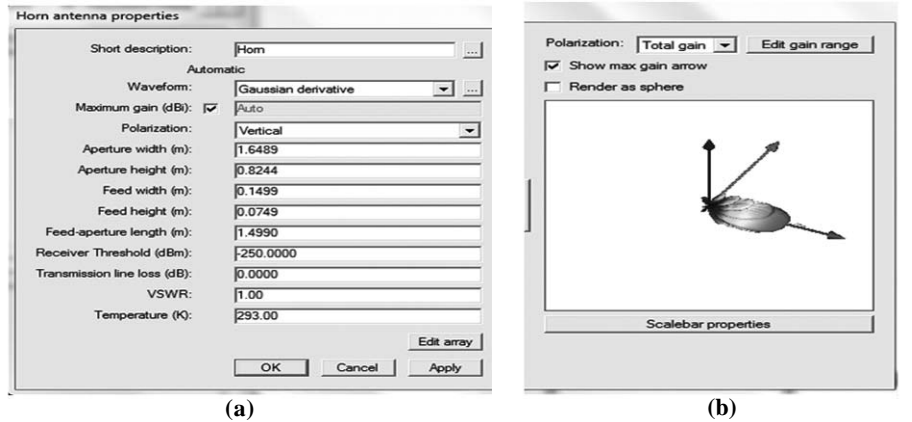 Horn antenna properties
Short description: Horn ...
Automatic
Waveform: Gaussian derivative ...
Maximum gain (dBi): Auto
Polarization: Vertical
Aperture width (m): 1.6489
Aperture height (m): 0.8244
Feed width (m): 0.1499
Feed height (m): 0.0749
Feed-aperture length (m): 1.4990
Receiver Threshold (dBm): -250.0000
Transmission line loss (dB): 0.0000
VSWR: 1.00
Temperature (K): 293.00
Edit array
OK Cancel Apply
(a)
Polarization: Total gain Edit gain range
Show max gain arrow
Render as sphere
Scalebar properties
(b)